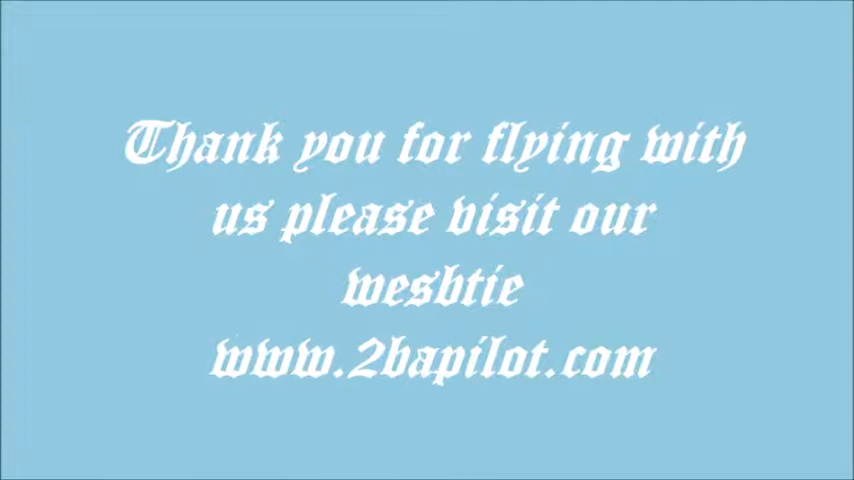 Thank you for flying with
us please visit our
wesbtie
www.2bapilot.com